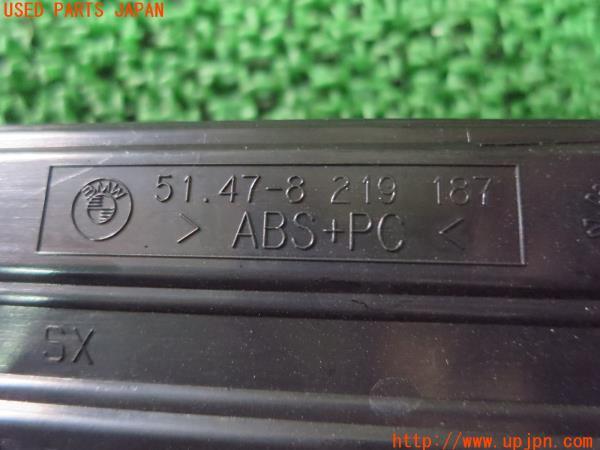 USED PARTS JAPAN
BMW
51.47-8 219 187
> ABS+PC <
SX
http://www.upjpn.com